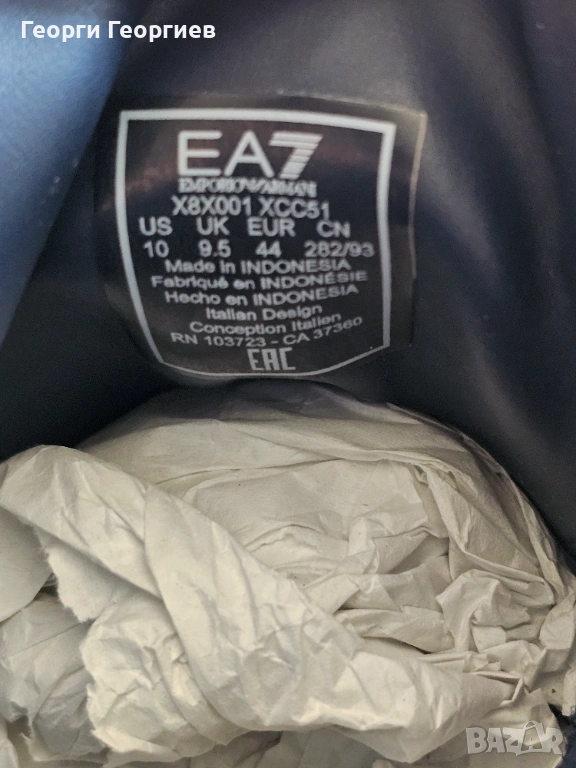 Георги Георгиев
EA7
EMPORIO ARMANI
X8X001 XCC51
US UK EUR CN
10 9.5 44 282/93
Made in INDONESIA
Fabriqué en INDONÉSIE
Hecho en INDONESIA
Italian Design
Conception Italien
RN 103723 - CA 37360
EAC
BAZAR